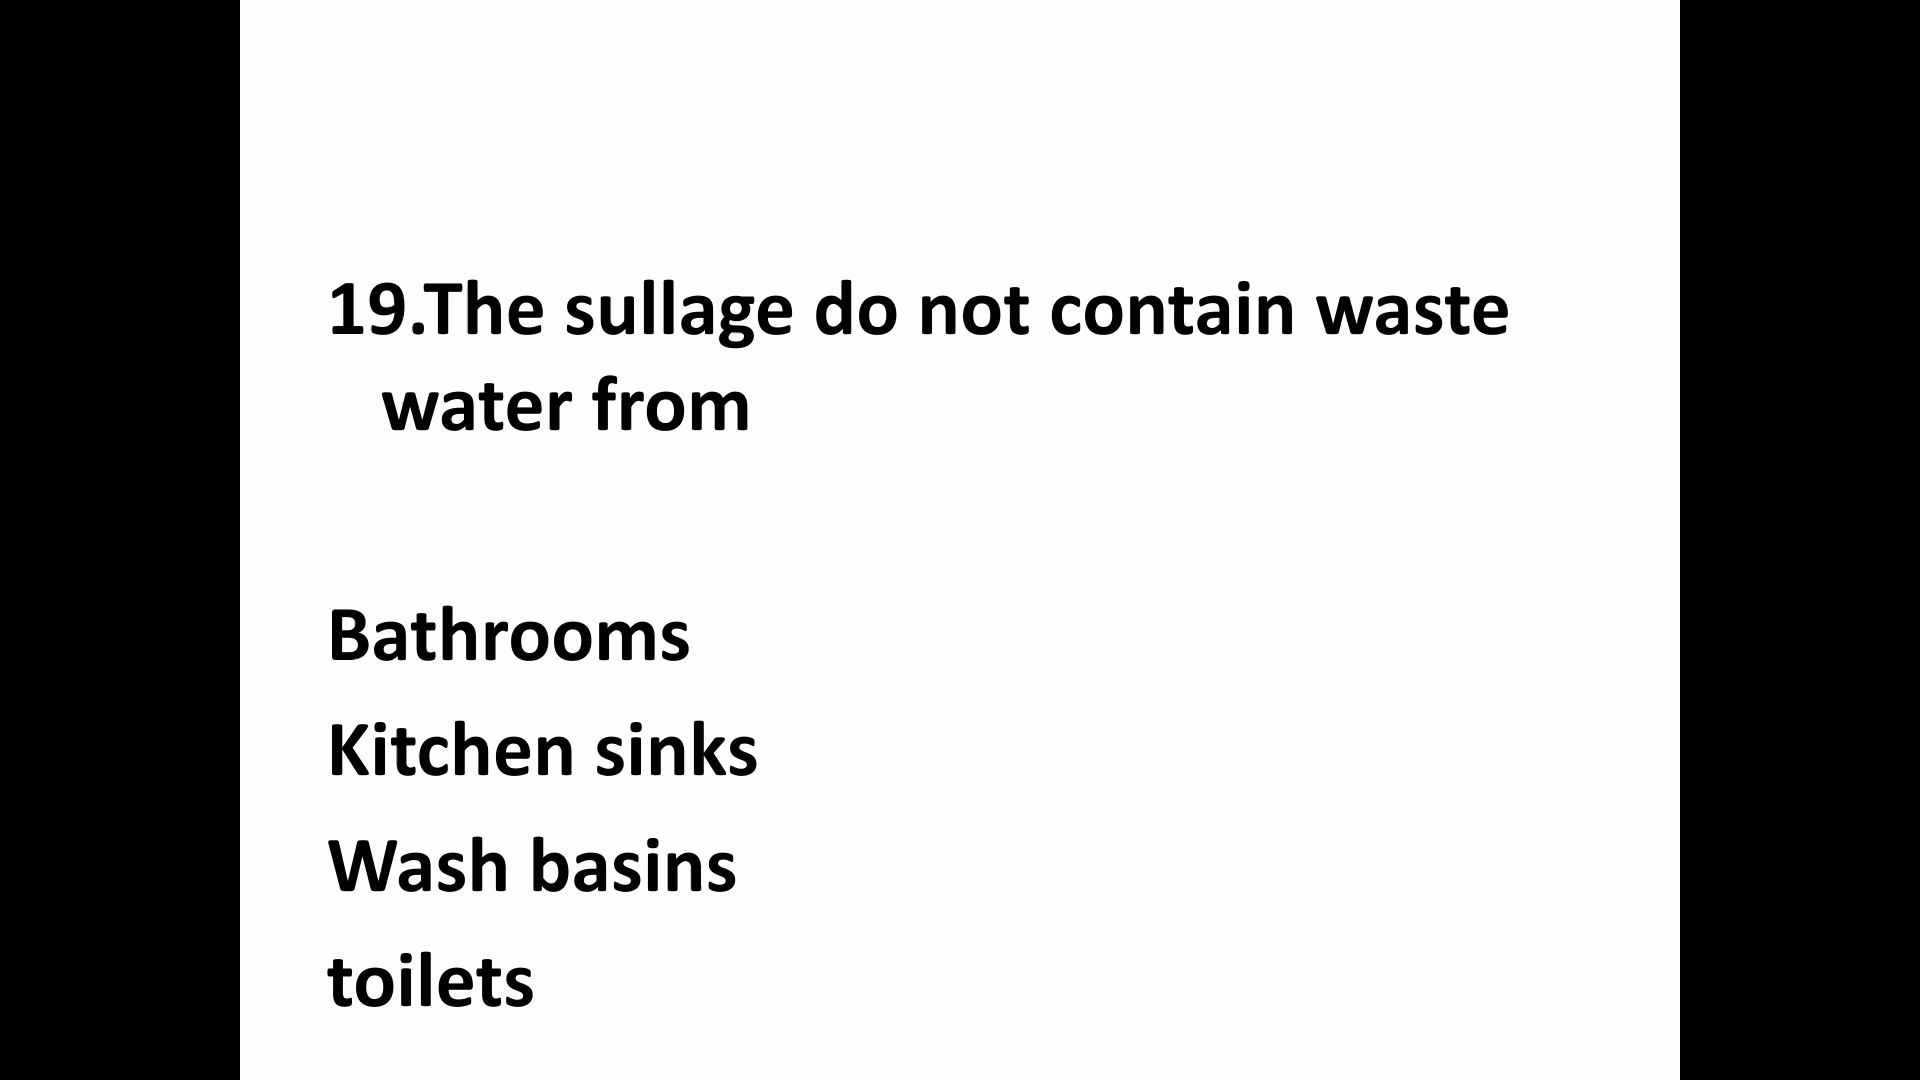 19.The sullage do not contain waste
water from
Bathrooms
Kitchen sinks
Wash basins
toilets